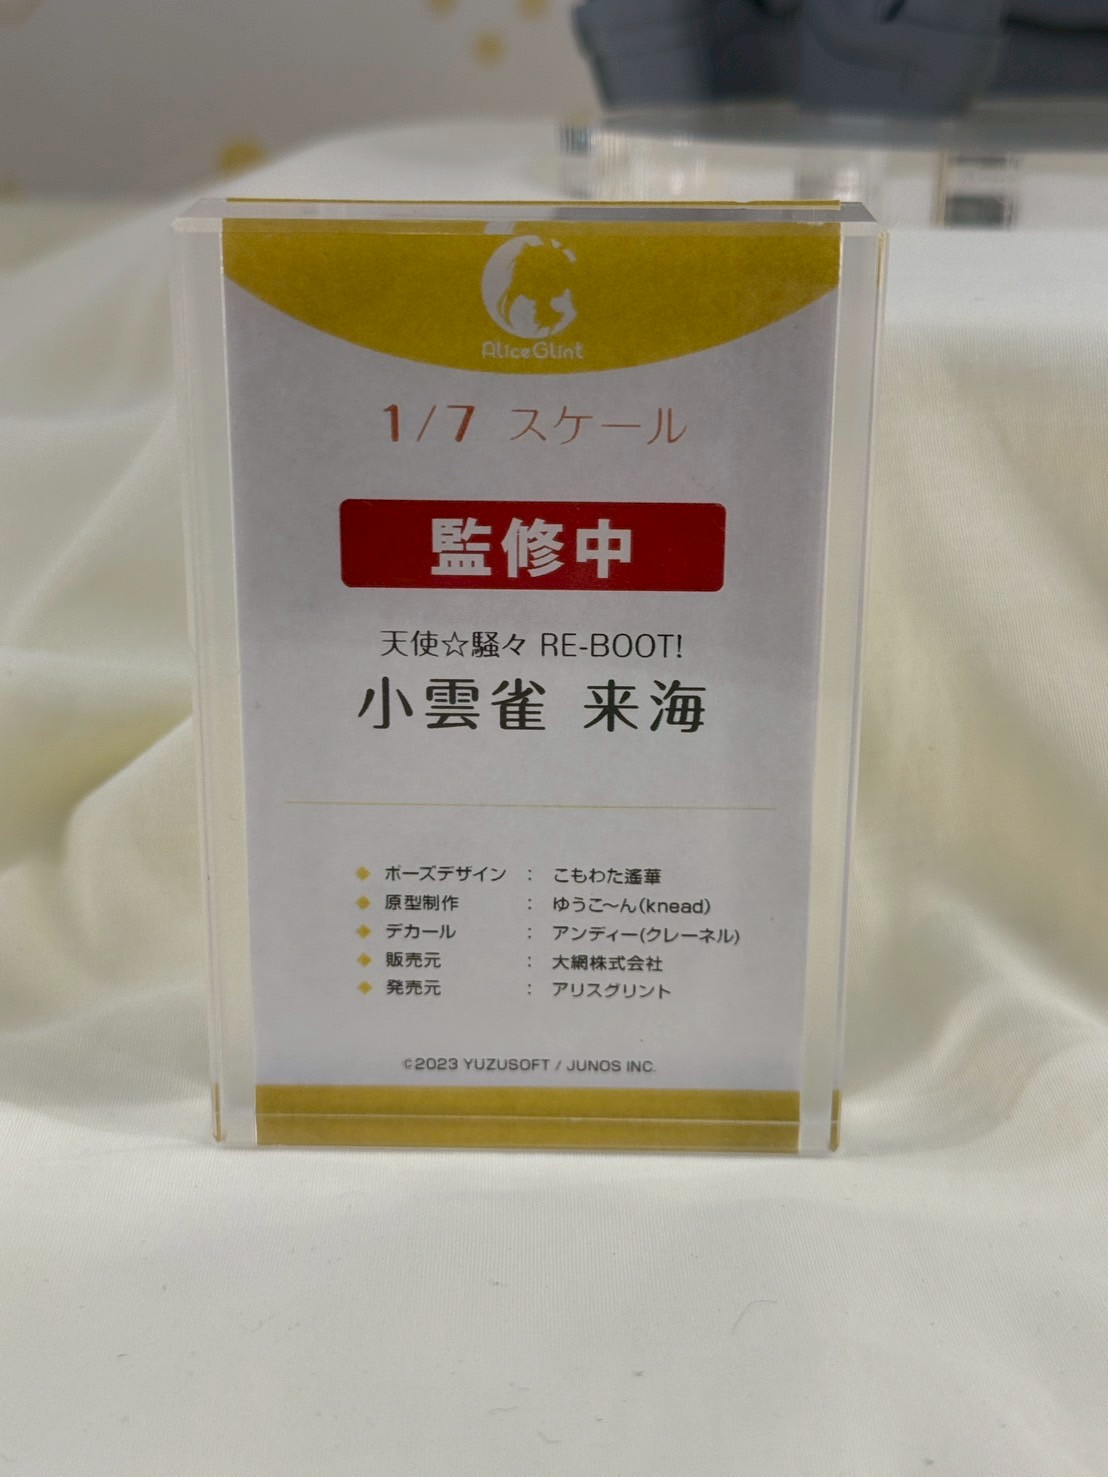 AliceGlint
1/7 スケール
監修中
天使☆騒々 RE-BOOT!
小雲雀 来海
◆ ポーズデザイン : こもわた遙華
◆ 原型制作 : ゆうこ〜ん(knead)
◆ デカール : アンディー(クレーネル)
◆ 販売元 : 大網株式会社
◆ 発売元 : アリスグリント
©2023 YUZUSOFT / JUNOS INC.